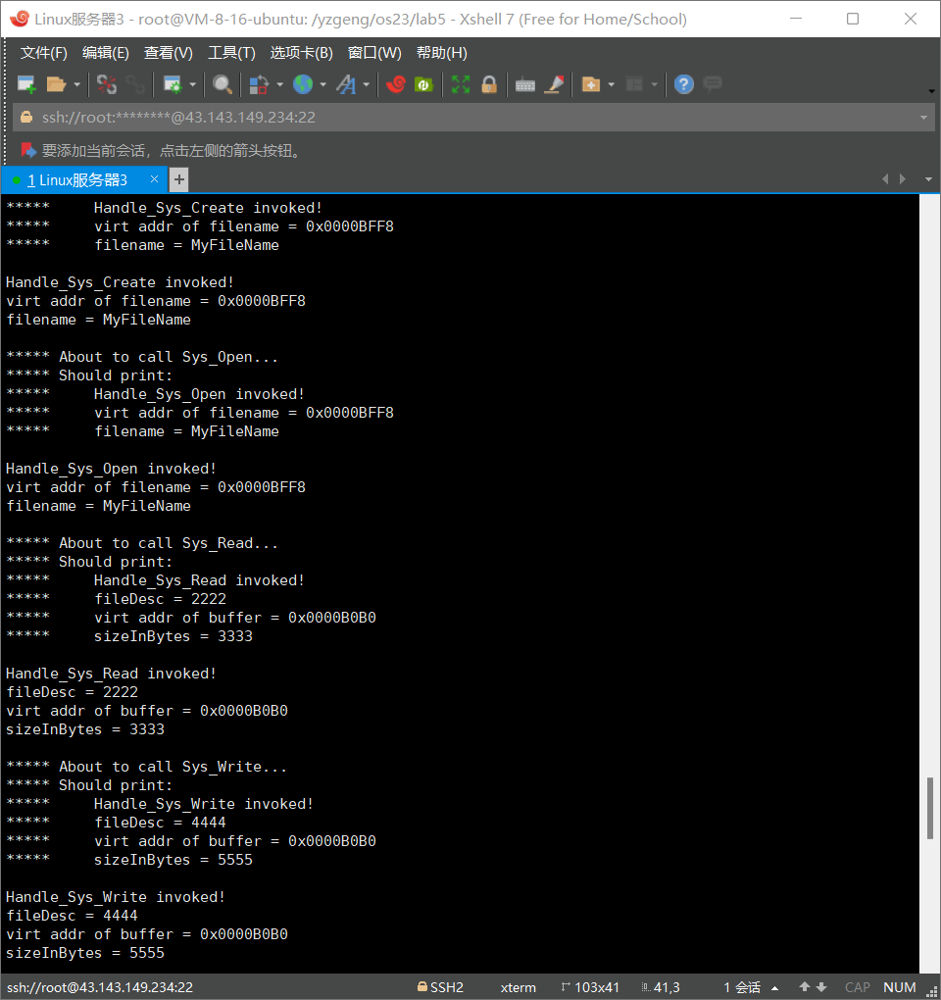 Linux服务器3 - root@VM-8-16-ubuntu: /yzgeng/os23/lab5 - Xshell 7 (Free for Home/School)
文件(F) 编辑(E) 查看(V) 工具(T) 选项卡(B) 窗口(W) 帮助(H)
ssh://root:********@43.143.149.234:22
要添加当前会话，点击左侧的箭头按钮。
1 Linux服务器3 × +
*****     Handle_Sys_Create invoked!
*****     virt addr of filename = 0x0000BFF8
*****     filename = MyFileName
Handle_Sys_Create invoked!
virt addr of filename = 0x0000BFF8
filename = MyFileName
***** About to call Sys_Open...
***** Should print:
*****     Handle_Sys_Open invoked!
*****     virt addr of filename = 0x0000BFF8
*****     filename = MyFileName
Handle_Sys_Open invoked!
virt addr of filename = 0x0000BFF8
filename = MyFileName
***** About to call Sys_Read...
***** Should print:
*****     Handle_Sys_Read invoked!
*****     fileDesc = 2222
*****     virt addr of buffer = 0x0000B0B0
*****     sizeInBytes = 3333
Handle_Sys_Read invoked!
fileDesc = 2222
virt addr of buffer = 0x0000B0B0
sizeInBytes = 3333
***** About to call Sys_Write...
***** Should print:
*****     Handle_Sys_Write invoked!
*****     fileDesc = 4444
*****     virt addr of buffer = 0x0000B0B0
*****     sizeInBytes = 5555
Handle_Sys_Write invoked!
fileDesc = 4444
virt addr of buffer = 0x0000B0B0
sizeInBytes = 5555
ssh://root@43.143.149.234:22 SSH2 xterm 103x41 41,3 1 会话 CAP NUM